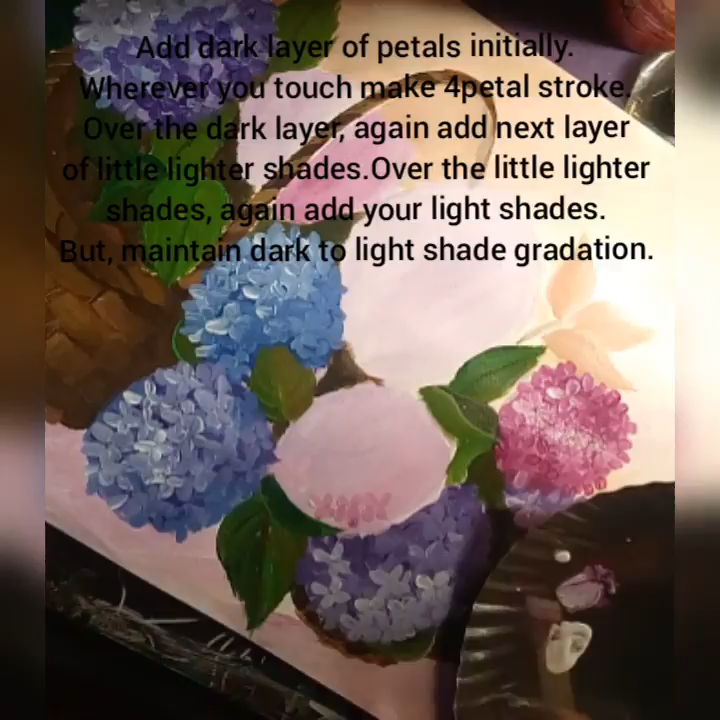 Add dark layer of petals initially.
Wherever you touch make 4petal stroke.
Over the dark layer, again add next layer
of little lighter shades.Over the little lighter
shades, again add your light shades.
But, maintain dark to light shade gradation.